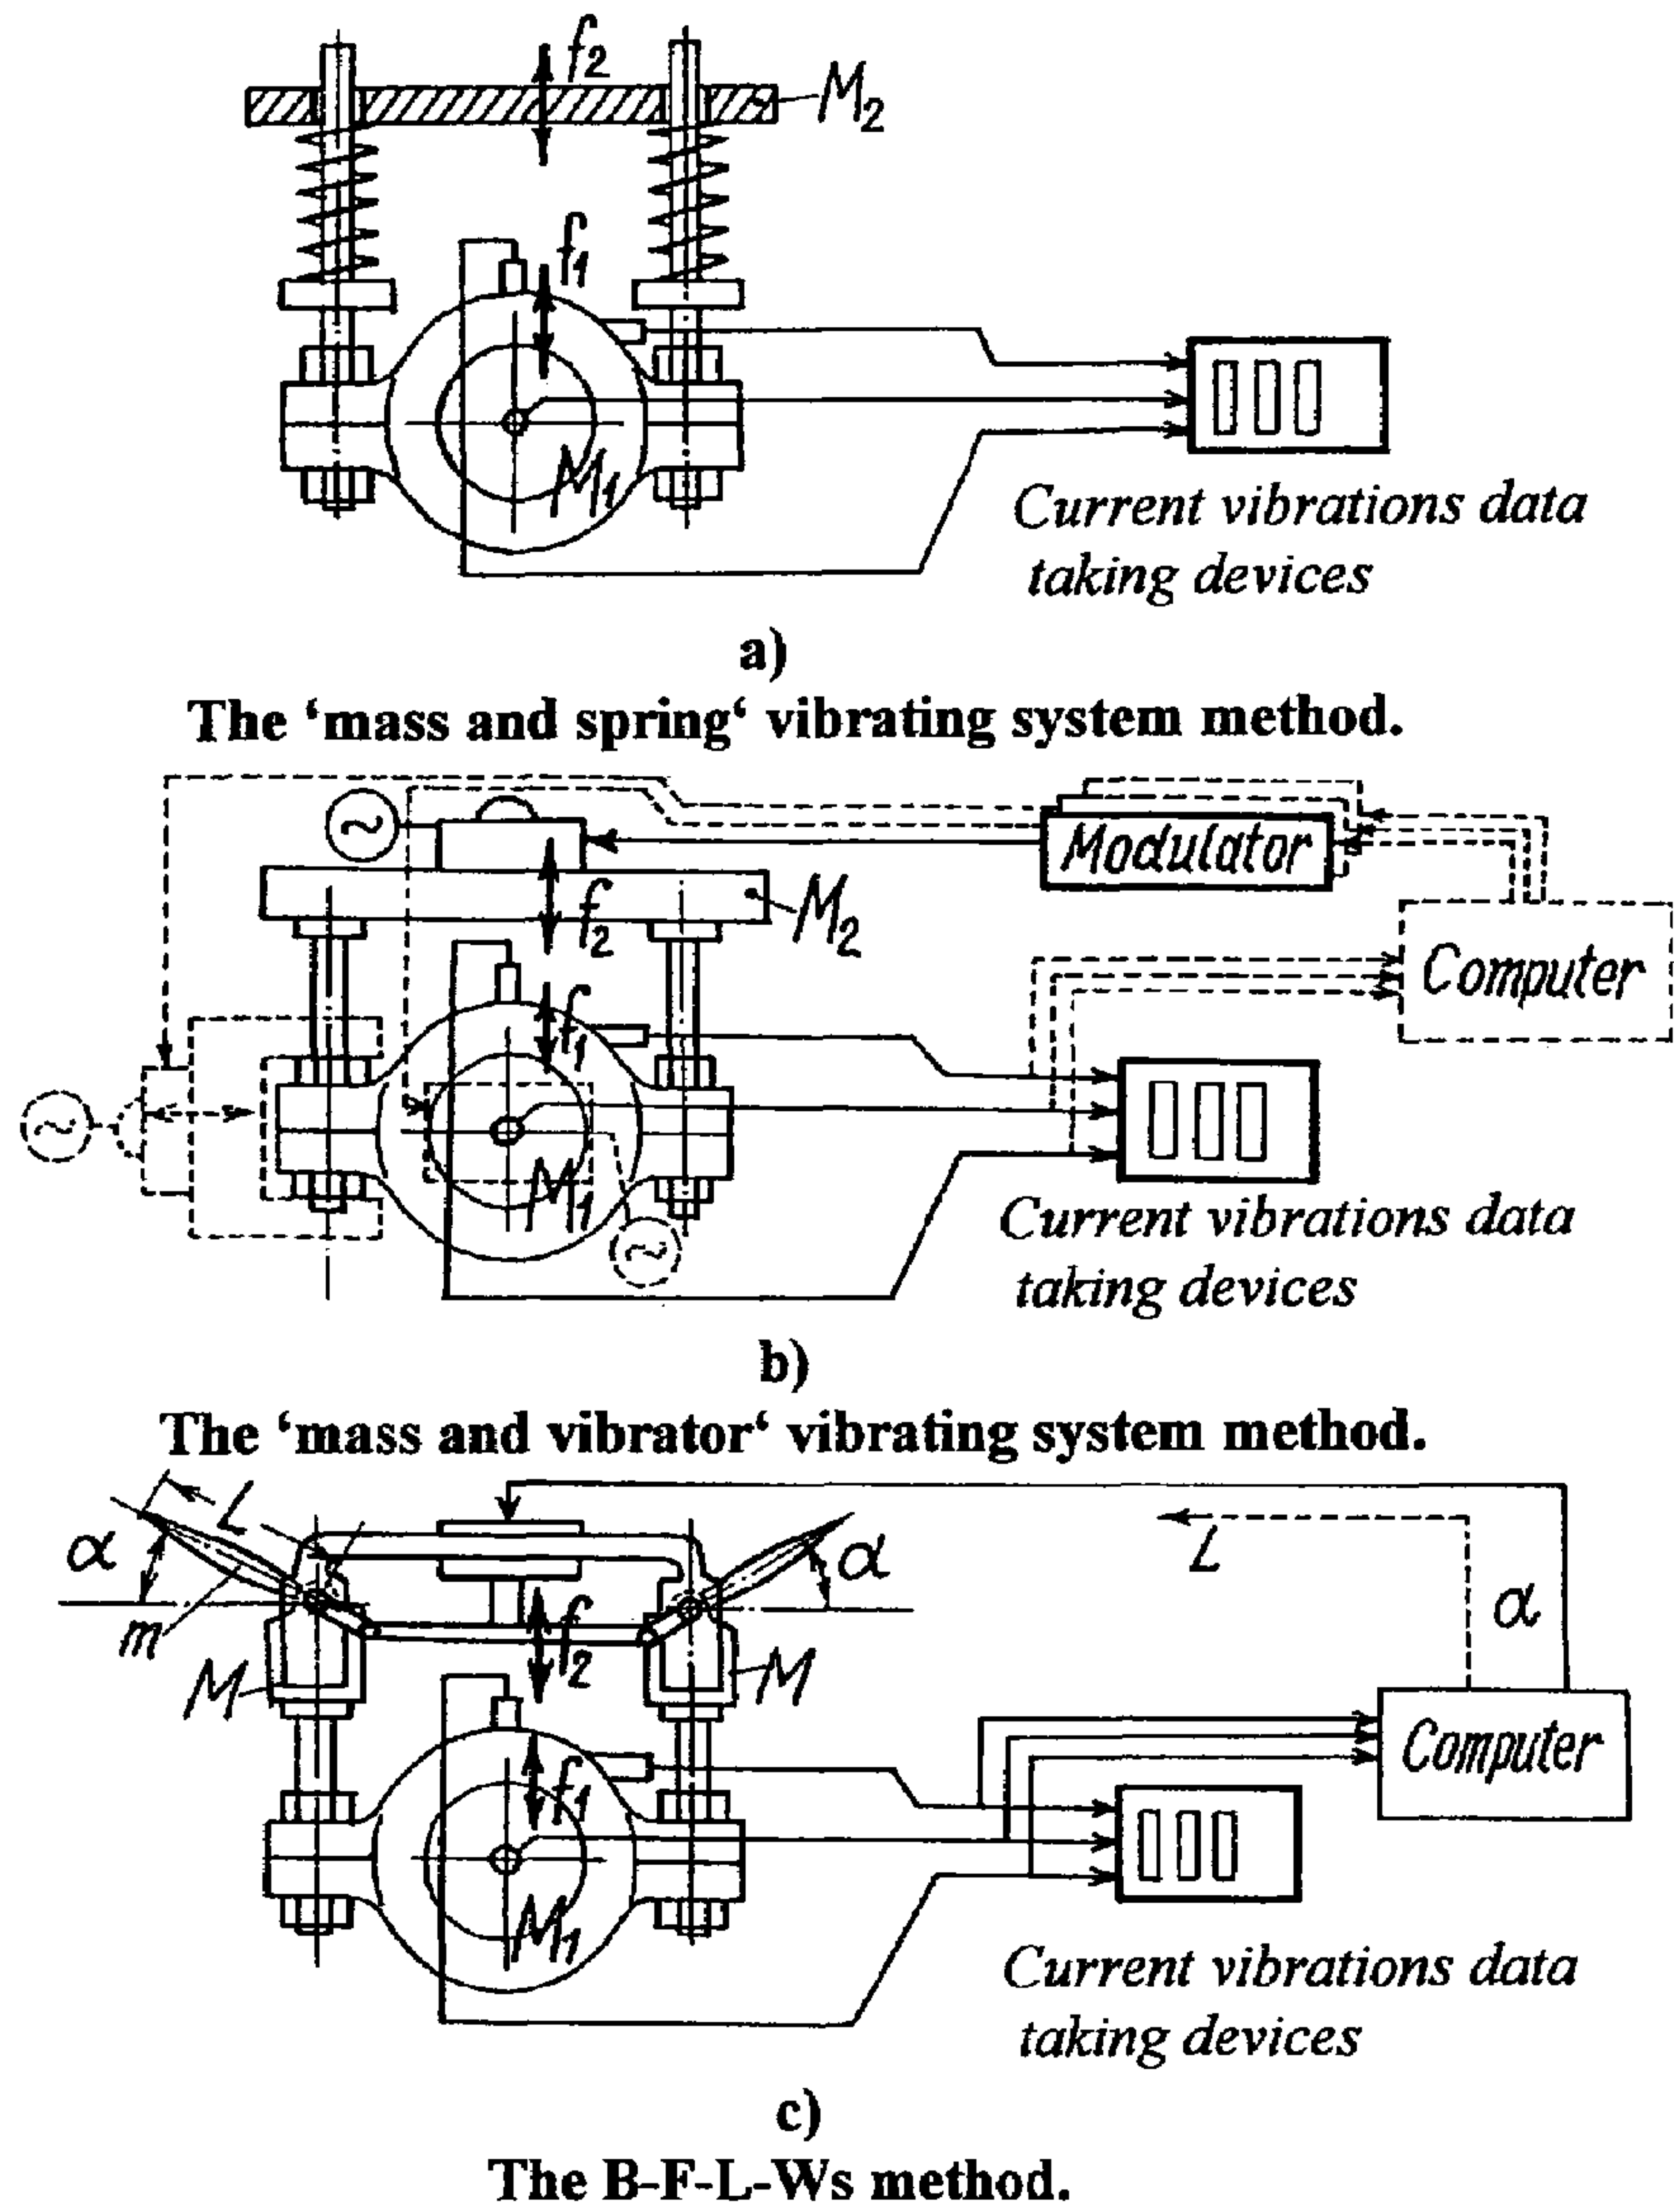 f2
M2
f1
M1
Current vibrations data
taking devices
a)
The ‘mass and spring‘ vibrating system method.
~
Modulator
M2
f2
Computer
f1
~
M1
~
Current vibrations data
taking devices
b)
The ‘mass and vibrator‘ vibrating system method.
L
α
α
L
α
m
f2
M
M
Computer
f1
M1
Current vibrations data
taking devices
c)
The B-F-L-Ws method.